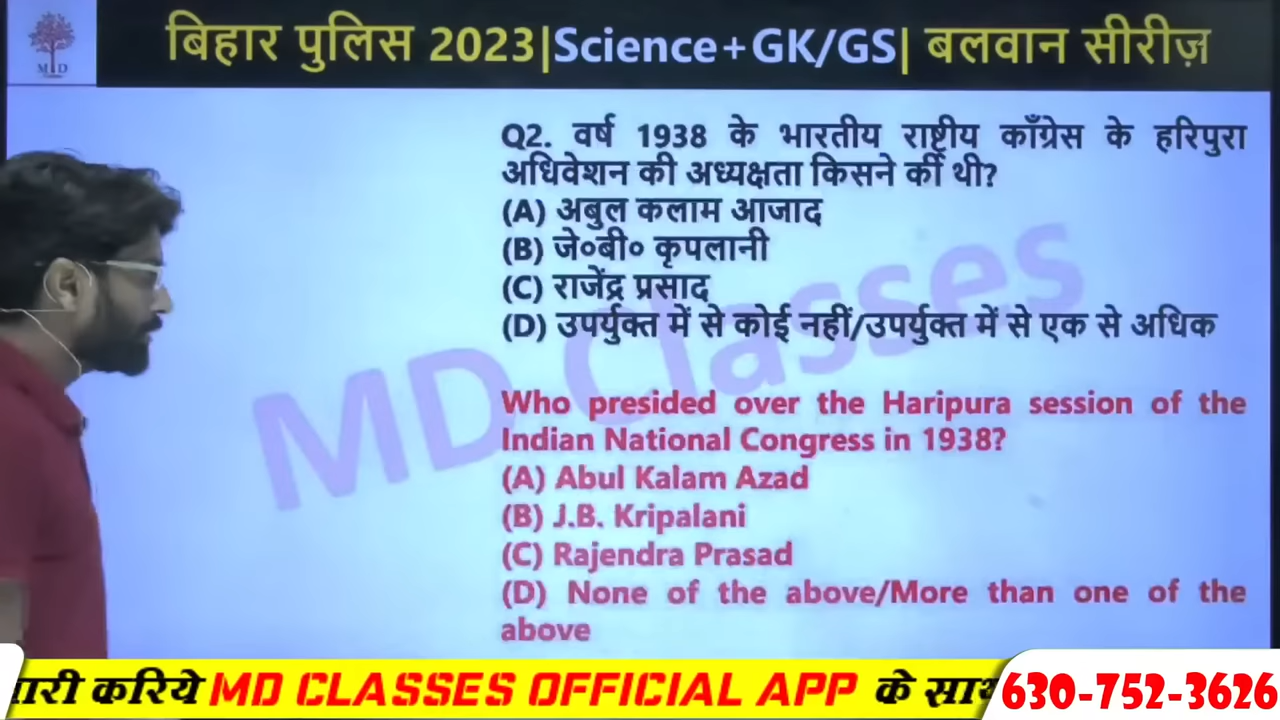 M D
बिहार पुलिस 2023|Science+GK/GS| बलवान सीरीज़
Q2. वर्ष 1938 के भारतीय राष्ट्रीय काँग्रेस के हरिपुरा
अधिवेशन की अध्यक्षता किसने की थी?
(A) अबुल कलाम आजाद
(B) जे०बी० कृपलानी
(C) राजेंद्र प्रसाद
(D) उपर्युक्त में से कोई नहीं/उपर्युक्त में से एक से अधिक
MD Classes
Who presided over the Haripura session of the
Indian National Congress in 1938?
(A) Abul Kalam Azad
(B) J.B. Kripalani
(C) Rajendra Prasad
(D) None of the above/More than one of the
above
ारी करिये MD CLASSES OFFICIAL APP के साथ
630-752-3626